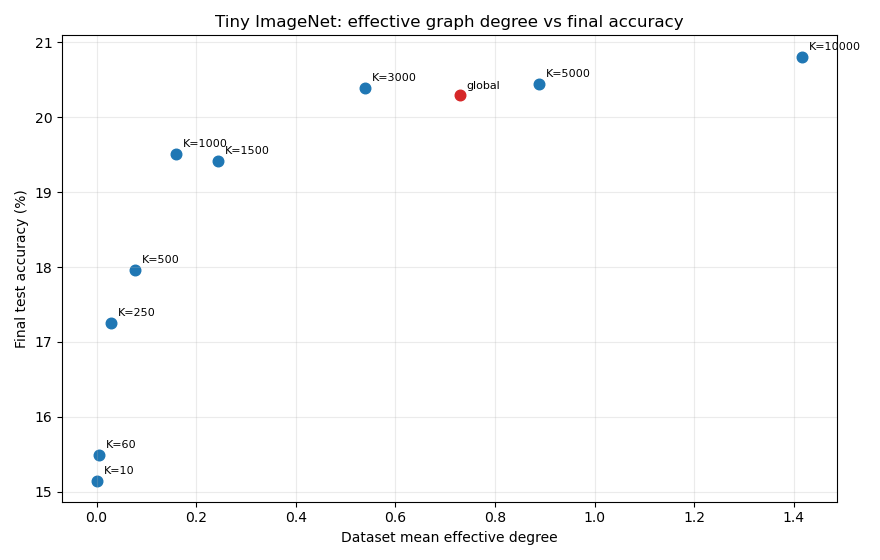 Tiny ImageNet: effective graph degree vs final accuracy
21
20
19
18
17
16
15
Final test accuracy (%)
K=10000
K=5000
global
K=3000
K=1000
K=1500
K=500
K=250
K=60
K=10
0.0 0.2 0.4 0.6 0.8 1.0 1.2 1.4
Dataset mean effective degree